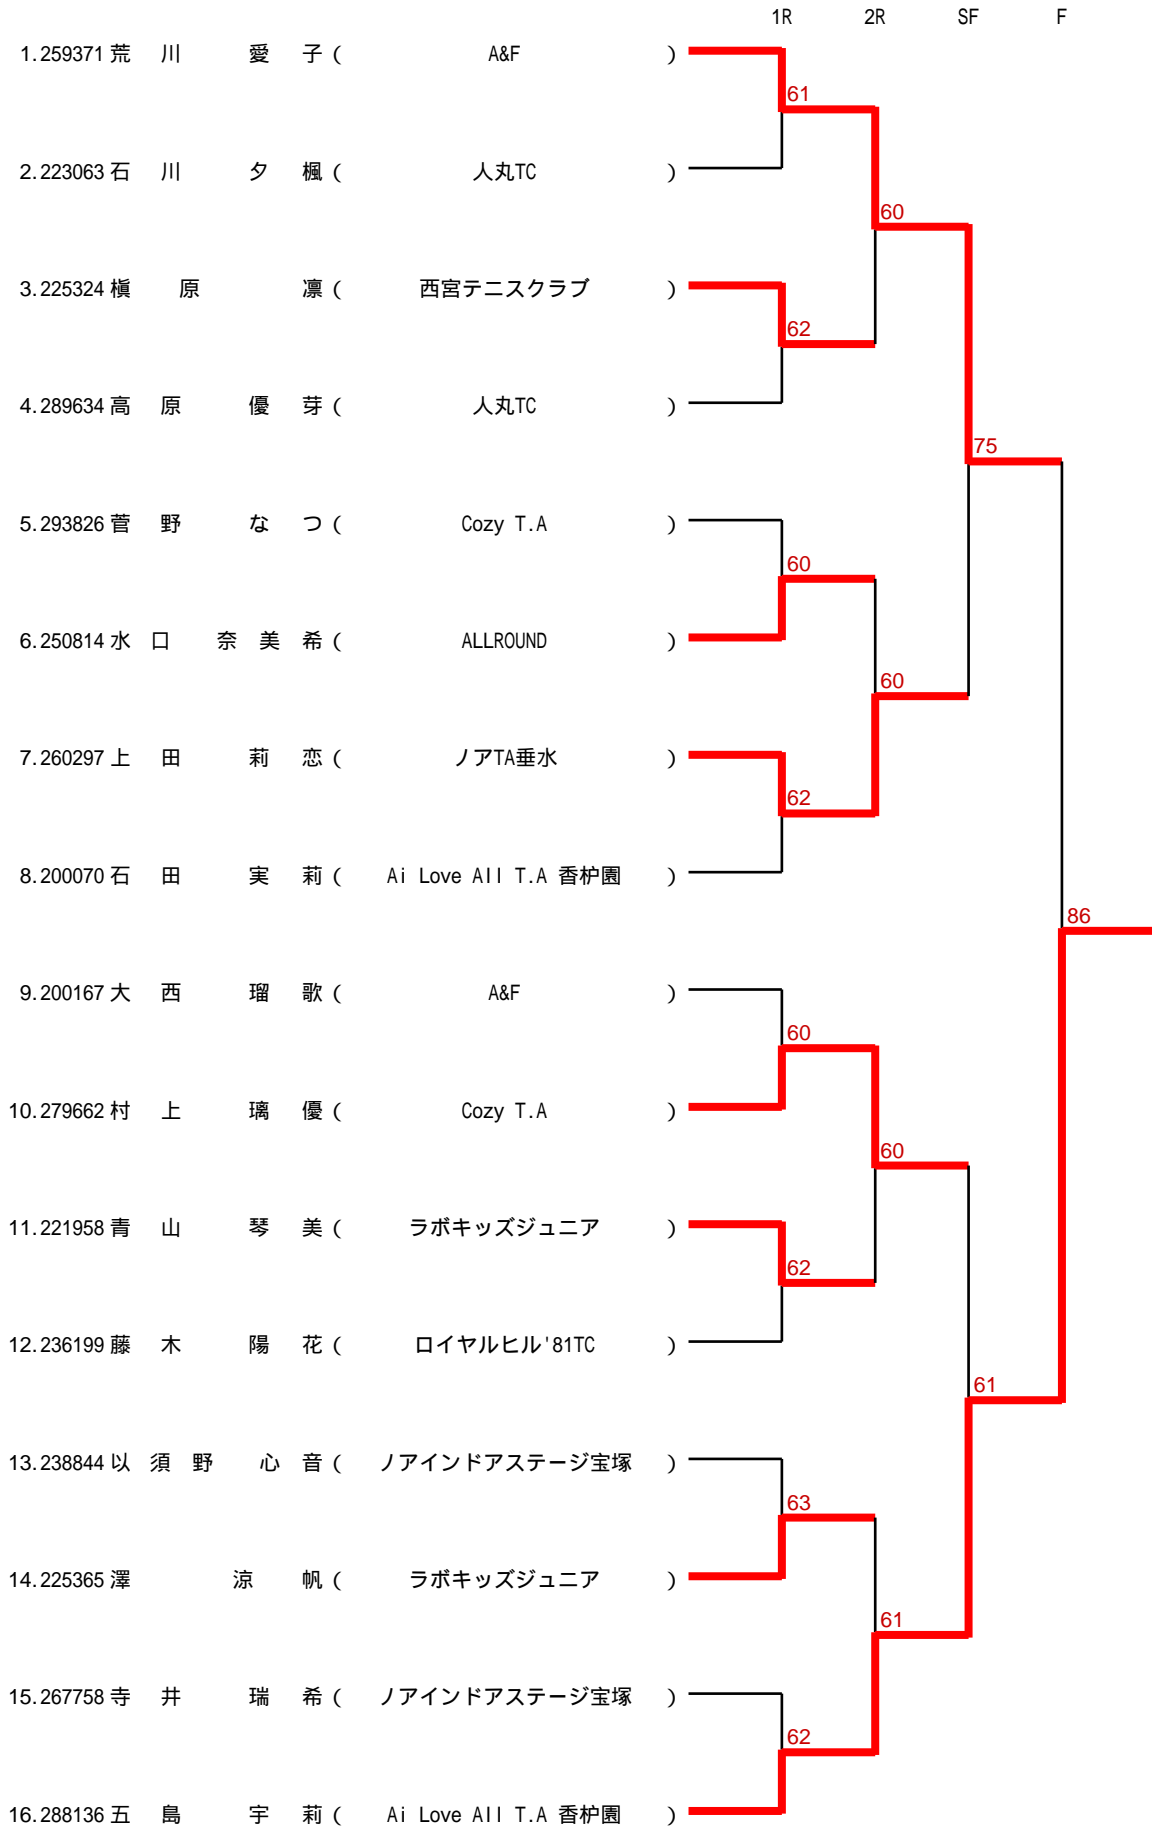 1R 2R SF F
1.259371 荒 川 愛 子 ( A&F )
61
2.223063 石 川 夕 楓 ( 人丸TC )
60
3.225324 槇 原 凛 ( 西宮テニスクラブ )
62
4.289634 高 原 優 芽 ( 人丸TC )
75
5.293826 菅 野 な つ ( Cozy T.A )
60
6.250814 水 口 奈 美 希 ( ALLROUND )
60
7.260297 上 田 莉 恋 ( ノアTA垂水 )
62
8.200070 石 田 実 莉 ( Ai Love All T.A 香枦園 )
86
9.200167 大 西 瑠 歌 ( A&F )
60
10.279662 村 上 璃 優 ( Cozy T.A )
60
11.221958 青 山 琴 美 ( ラボキッズジュニア )
62
12.236199 藤 木 陽 花 ( ロイヤルヒル'81TC )
61
13.238844 以 須 野 心 音 ( ノアインドアステージ宝塚 )
63
14.225365 澤 涼 帆 ( ラボキッズジュニア )
61
15.267758 寺 井 瑞 希 ( ノアインドアステージ宝塚 )
62
16.288136 五 島 宇 莉 ( Ai Love All T.A 香枦園 )